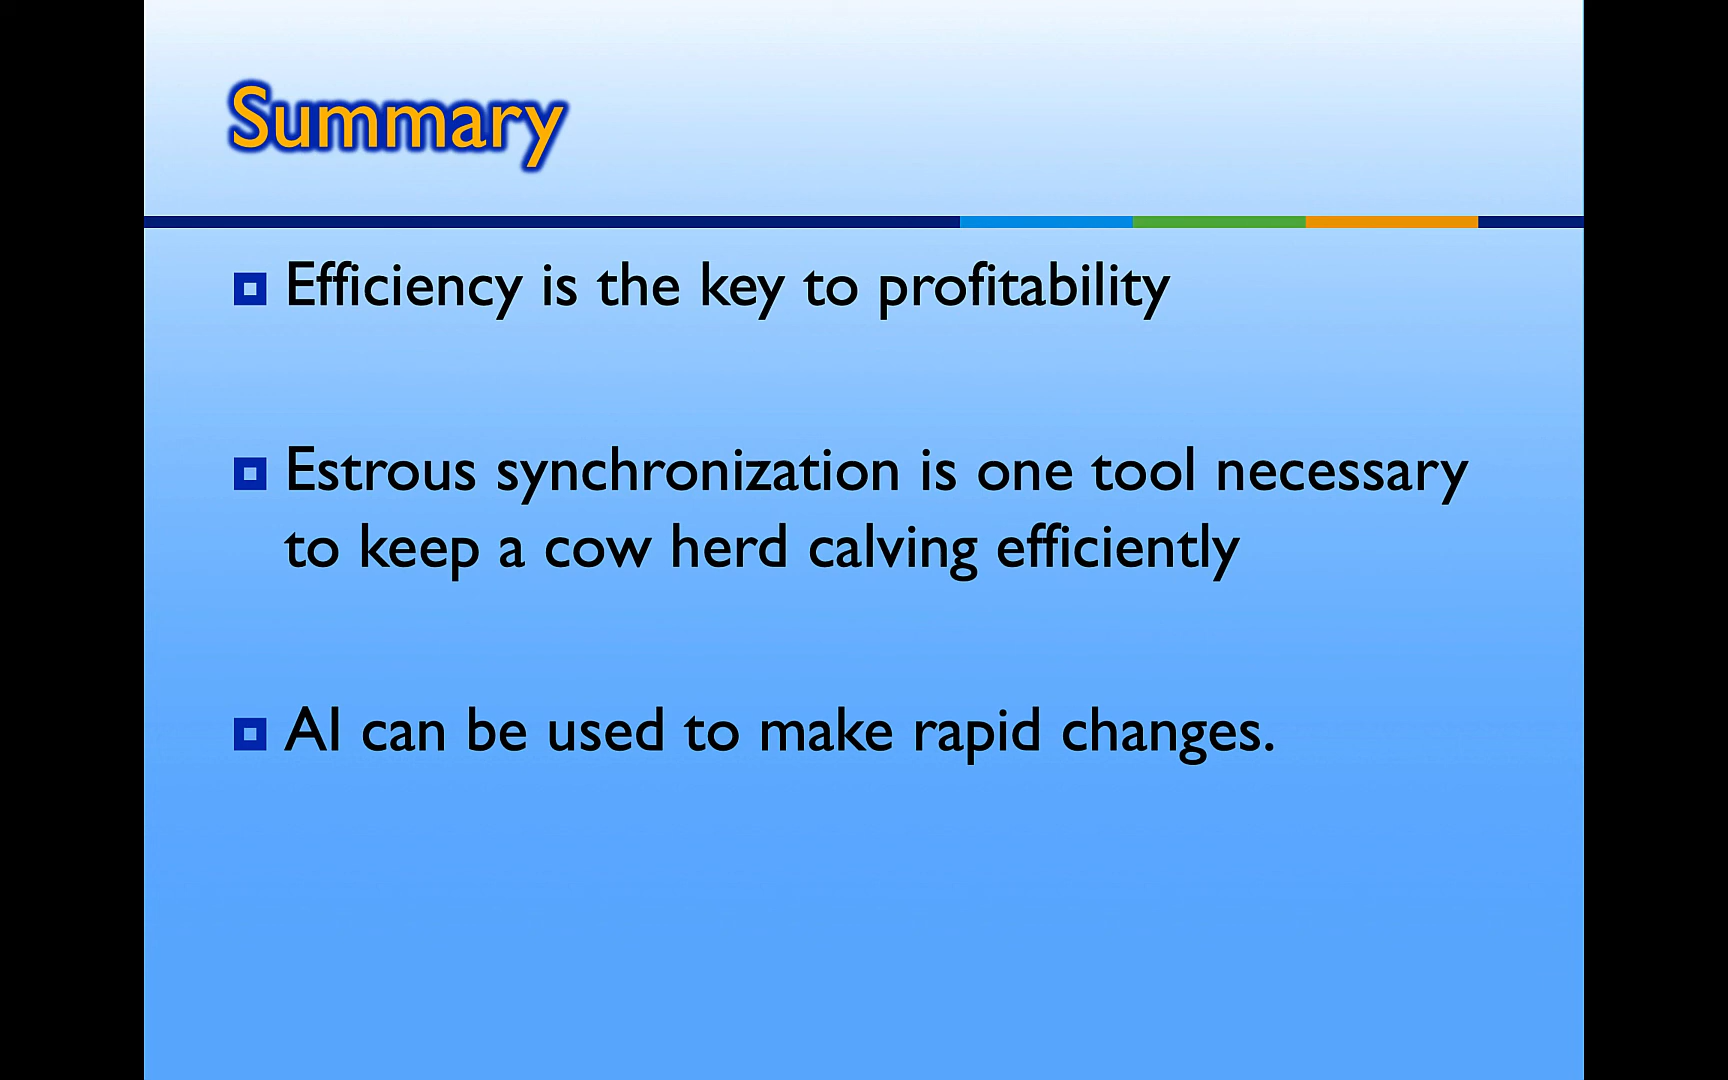 Summary
Efficiency is the key to profitability
Estrous synchronization is one tool necessary
to keep a cow herd calving efficiently
AI can be used to make rapid changes.